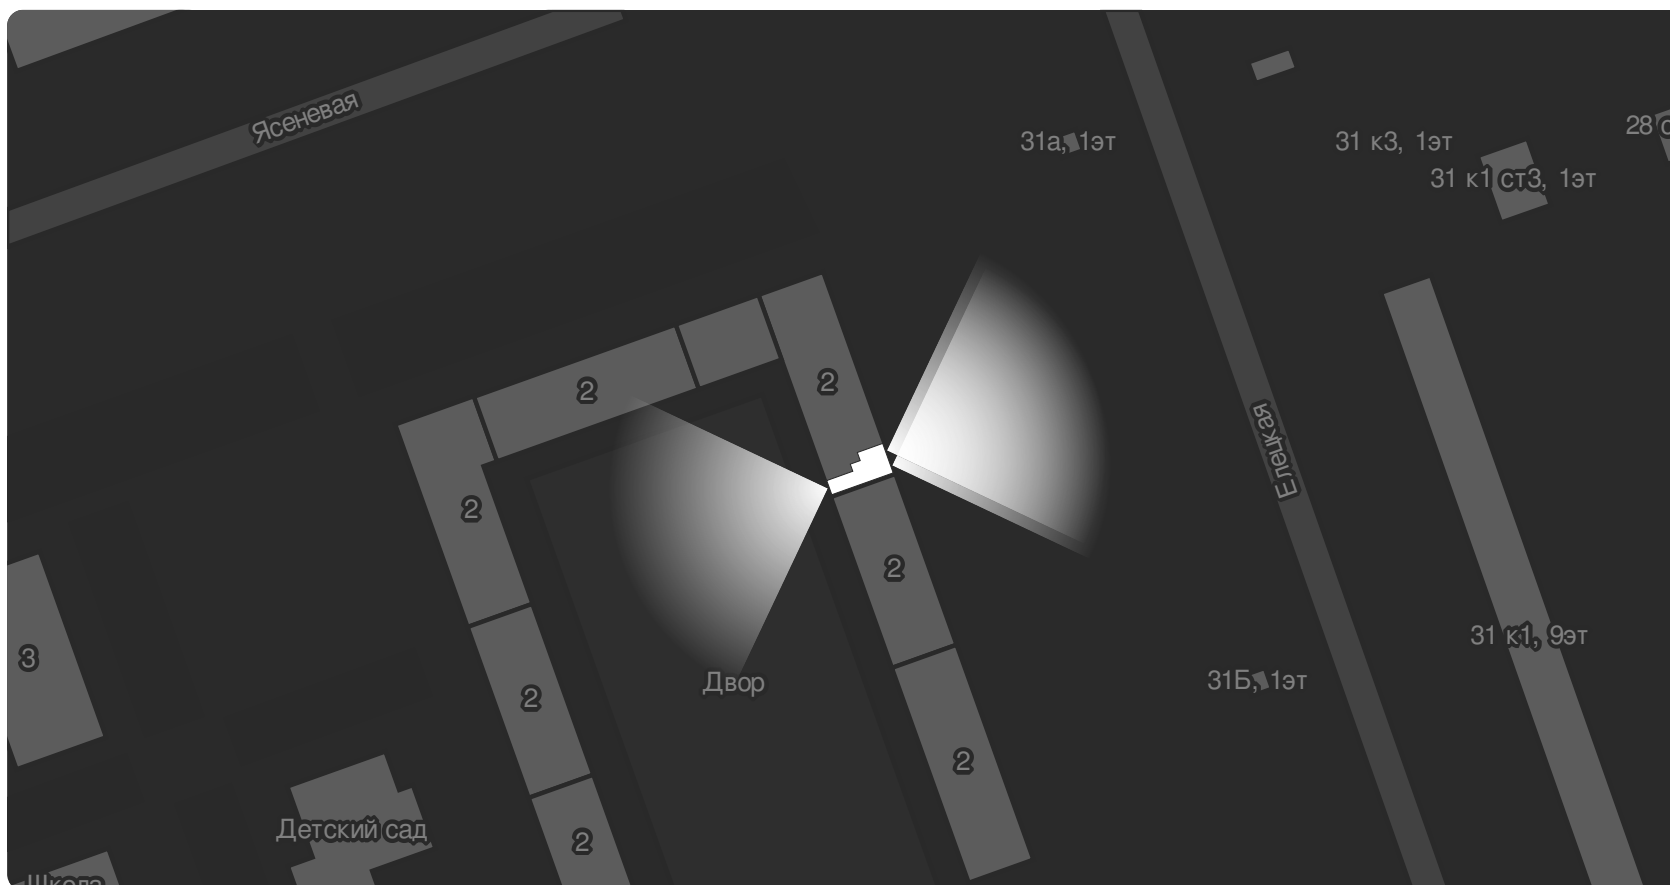 Ясеневая
31а, 1эт
31 к3, 1эт
28 с
31 к1 ст3, 1эт
2
2
Елецкая
2
2
31 к1, 9эт
3
31Б, 1эт
Двор
2
2
Детский сад
2
Школа